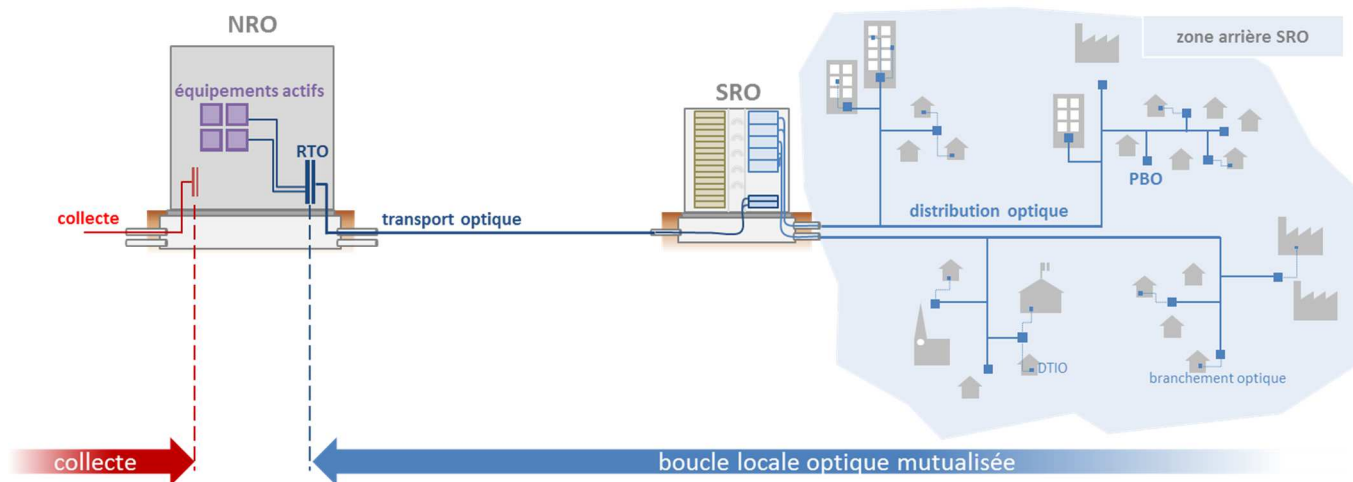 NRO
zone arrière SRO
équipements actifs
SRO
RTO
PBO
collecte
transport optique
distribution optique
DTIO
branchement optique
collecte
boucle locale optique mutualisée